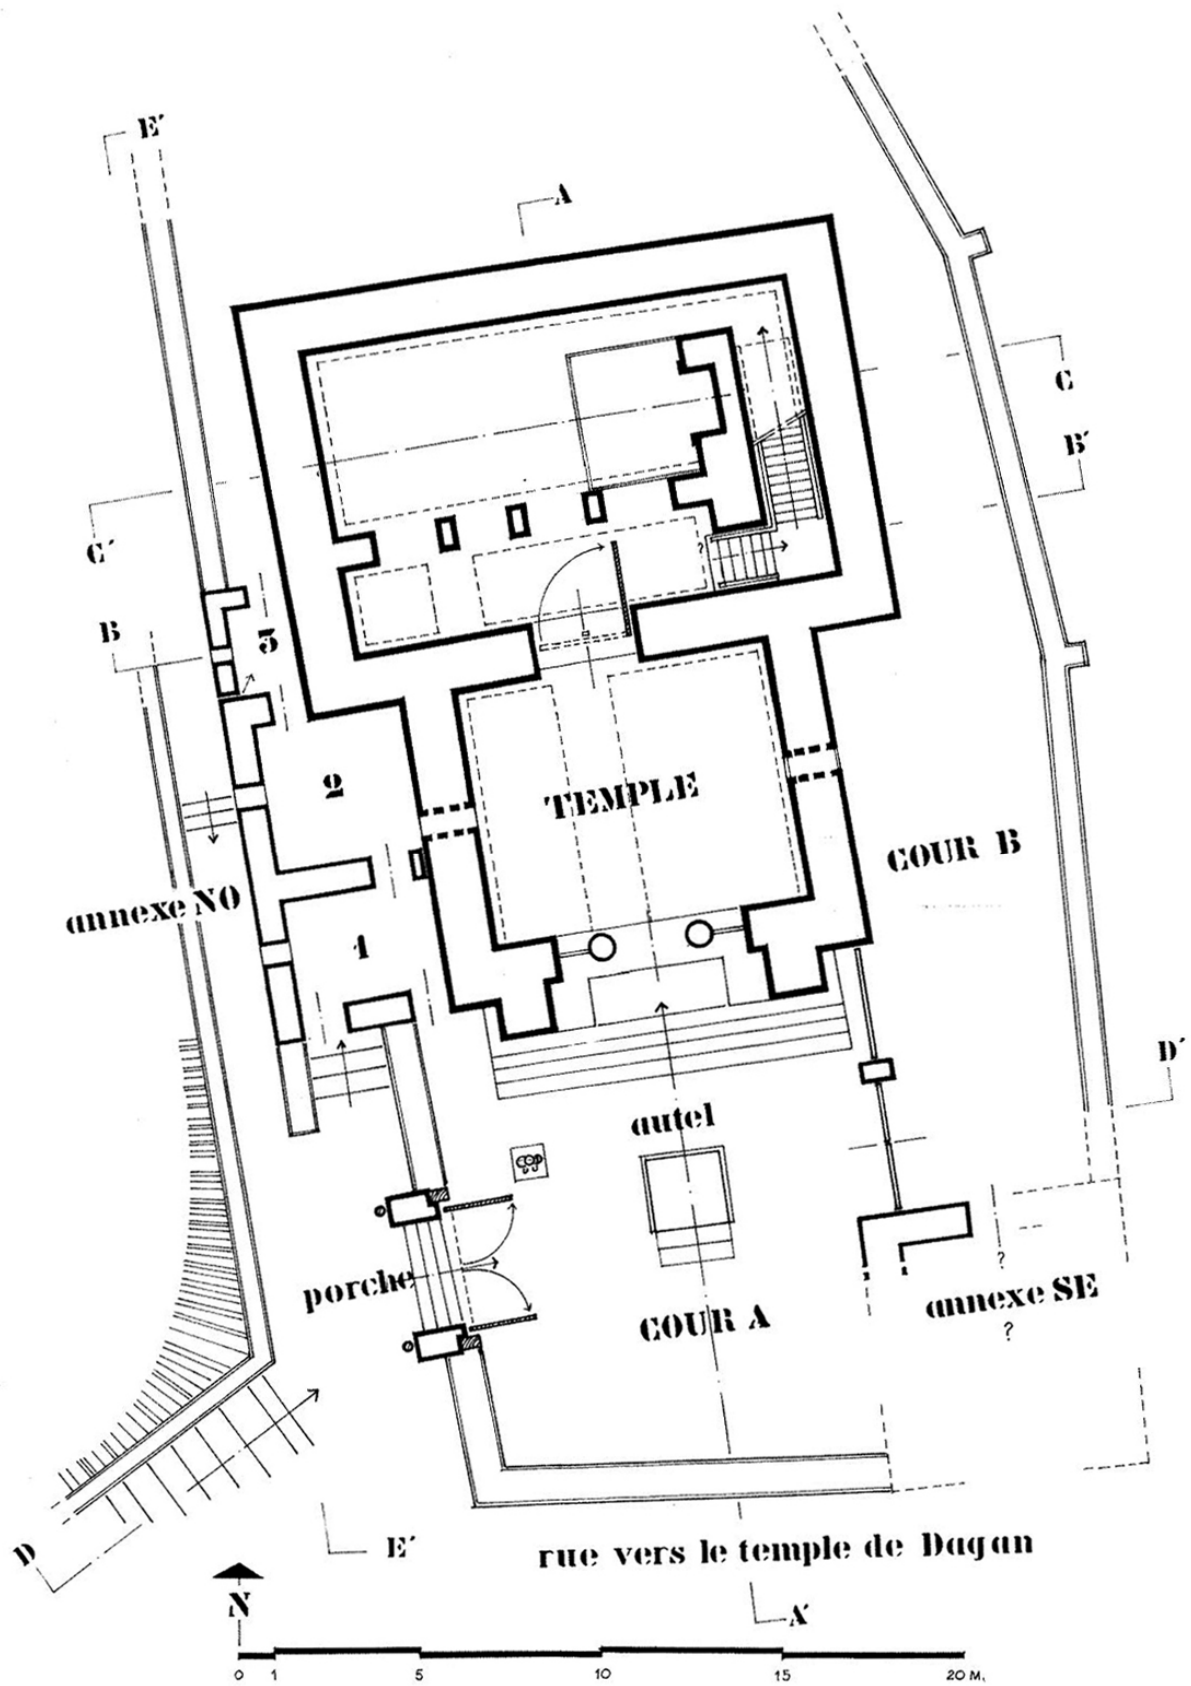 E′
A
C
B′
C′
B
3
?
2
TEMPLE
COUR B
annexe NO
1
D′
autel
porche
?
annexe SE
COUR A
?
E′
D
rue vers le temple de Dagan
N
A′
0 1 5 10 15 20 M.